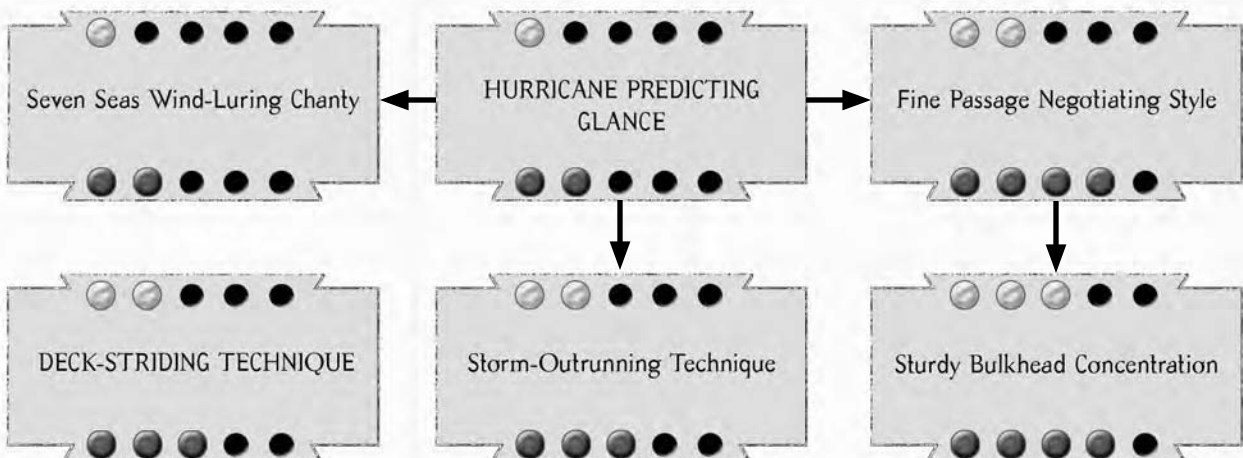 Seven Seas Wind-Luring Chanty
HURRICANE PREDICTING
GLANCE
Fine Passage Negotiating Style
DECK-STRIDING TECHNIQUE
Storm-Outrunning Technique
Sturdy Bulkhead Concentration